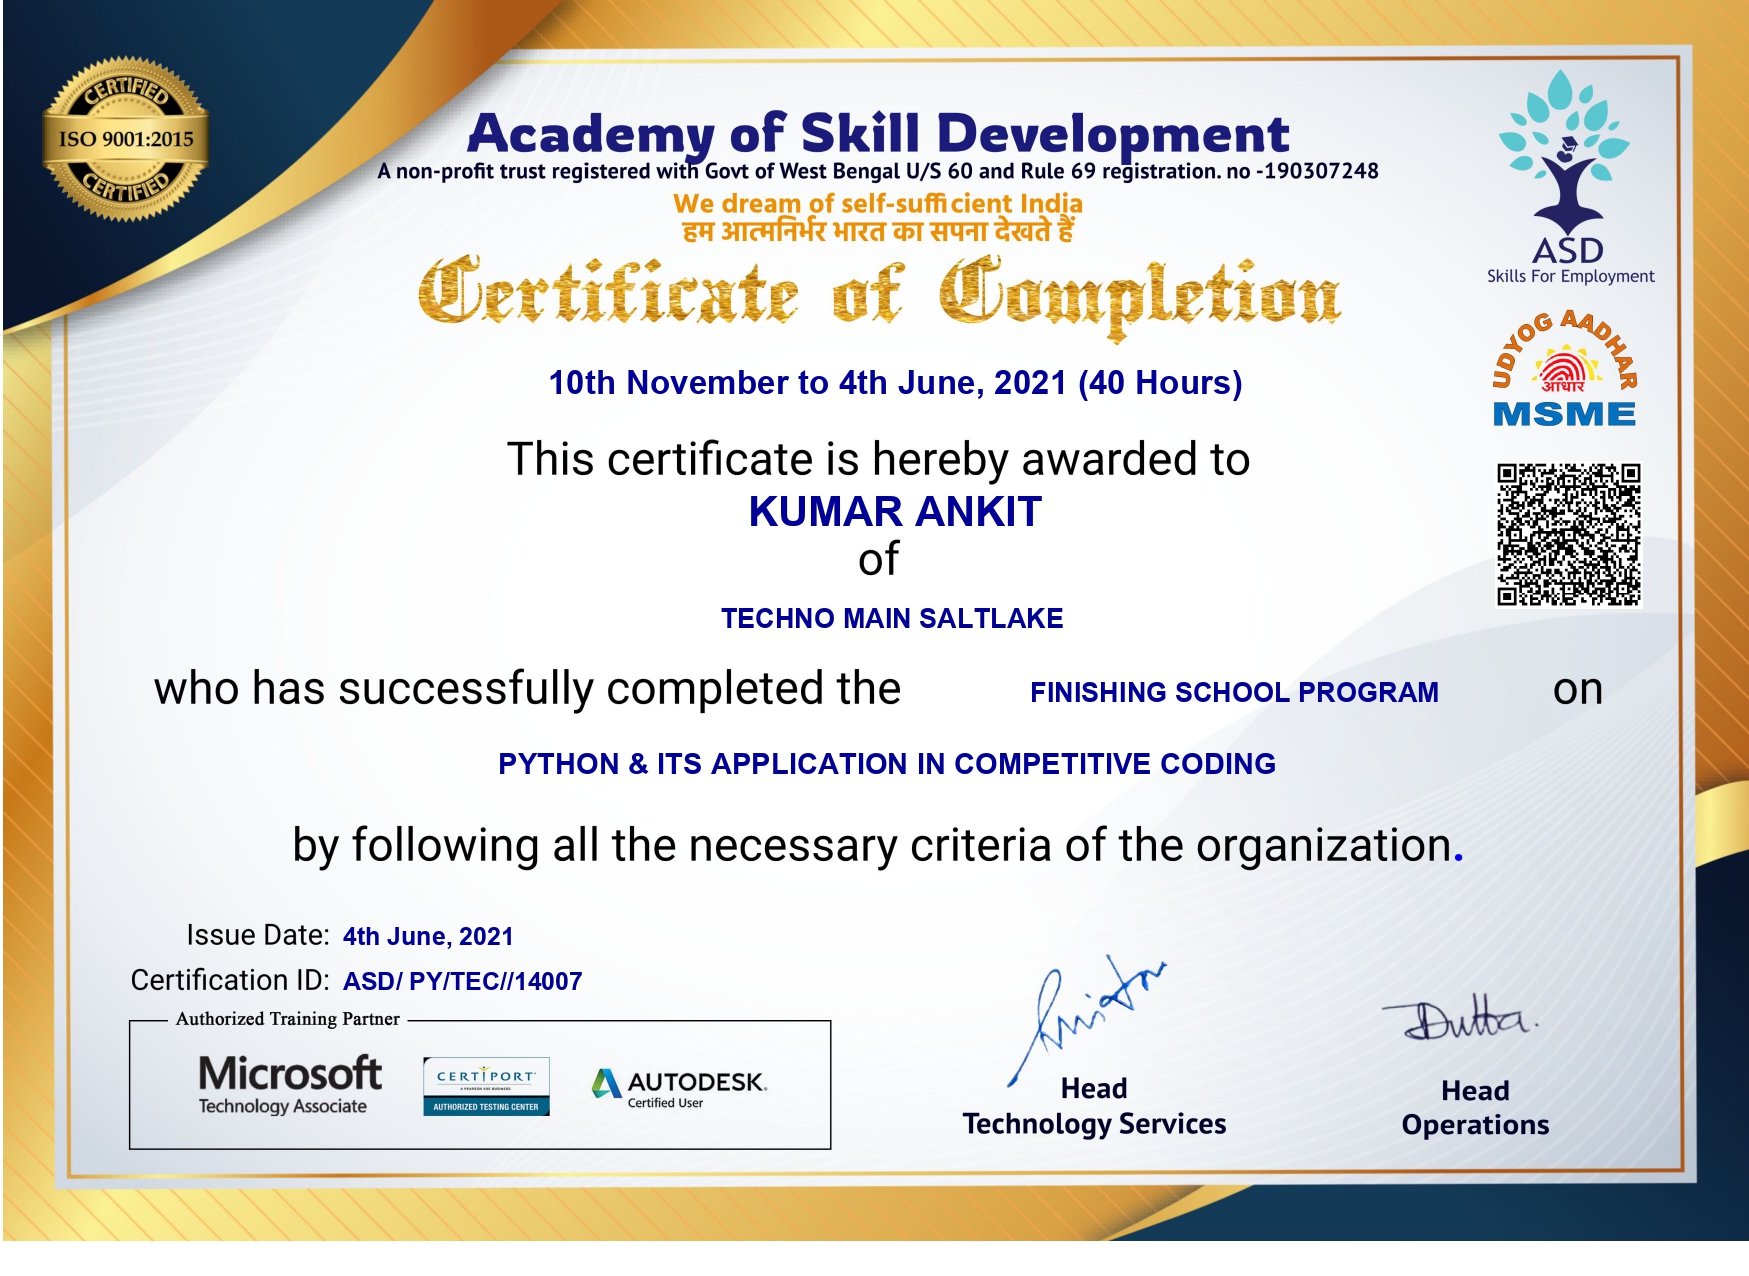 CERTIFIED
ISO 9001:2015
CERTIFIED
Academy of Skill Development
A non-profit trust registered with Govt of West Bengal U/S 60 and Rule 69 registration. no -190307248
We dream of self-sufficient India
हम आत्मनिर्भर भारत का सपना देखते हैं
ASD
Skills For Employment
Certificate of Completion
UDYOG AADHAR
आधार
MSME
10th November to 4th June, 2021 (40 Hours)
This certificate is hereby awarded to
KUMAR ANKIT
of
TECHNO MAIN SALTLAKE
who has successfully completed the FINISHING SCHOOL PROGRAM on
PYTHON & ITS APPLICATION IN COMPETITIVE CODING
by following all the necessary criteria of the organization.
Issue Date: 4th June, 2021
Certification ID: ASD/ PY/TEC//14007
Authorized Training Partner
Microsoft
Technology Associate
CERTIPORT
A PEARSON VUE BUSINESS
AUTHORIZED TESTING CENTER
AUTODESK.
Certified User
Head
Technology Services
Dutta.
Head
Operations